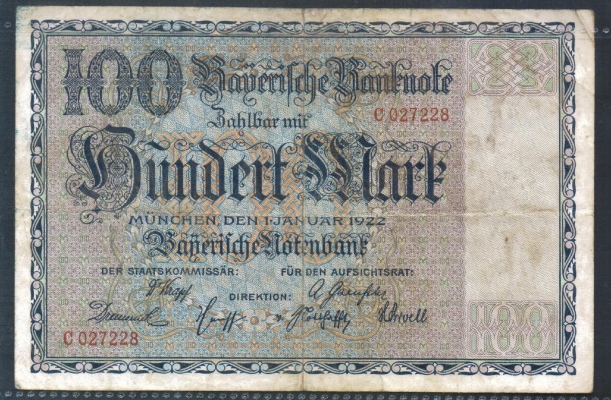 100 Bayerische Banknote
Zahlbar mit C 027228
Hundert Mark
MÜNCHEN, DEN 1. JANUAR 1922
Bayerische Notenbank
DER STAATSKOMMISSÄR: FÜR DEN AUFSICHTSRAT:
DIREKTION:
C 027228
100